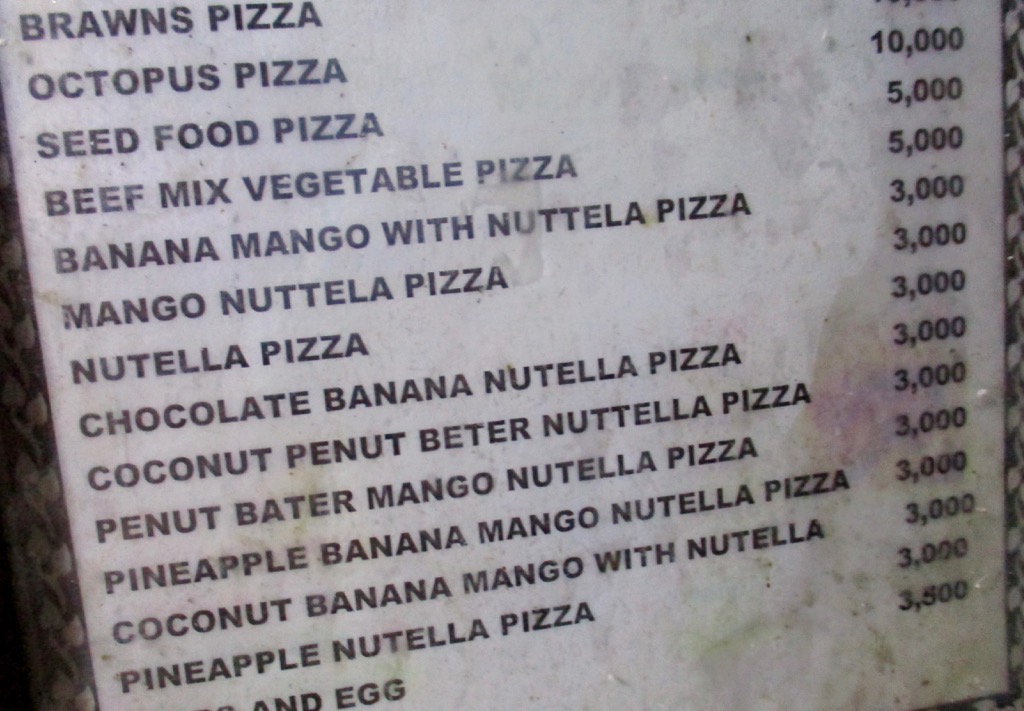 BRAWNS PIZZA
OCTOPUS PIZZA 10,000
SEED FOOD PIZZA 5,000
BEEF MIX VEGETABLE PIZZA 5,000
BANANA MANGO WITH NUTTELA PIZZA 3,000
MANGO NUTTELA PIZZA 3,000
NUTELLA PIZZA 3,000
CHOCOLATE BANANA NUTELLA PIZZA 3,000
COCONUT PENUT BETER NUTTELLA PIZZA 3,000
PENUT BATER MANGO NUTELLA PIZZA 3,000
PINEAPPLE BANANA MANGO NUTELLA PIZZA 3,000
COCONUT BANANA MANGO WITH NUTELLA 3,000
PINEAPPLE NUTELLA PIZZA 3,000
AND EGG 3,500